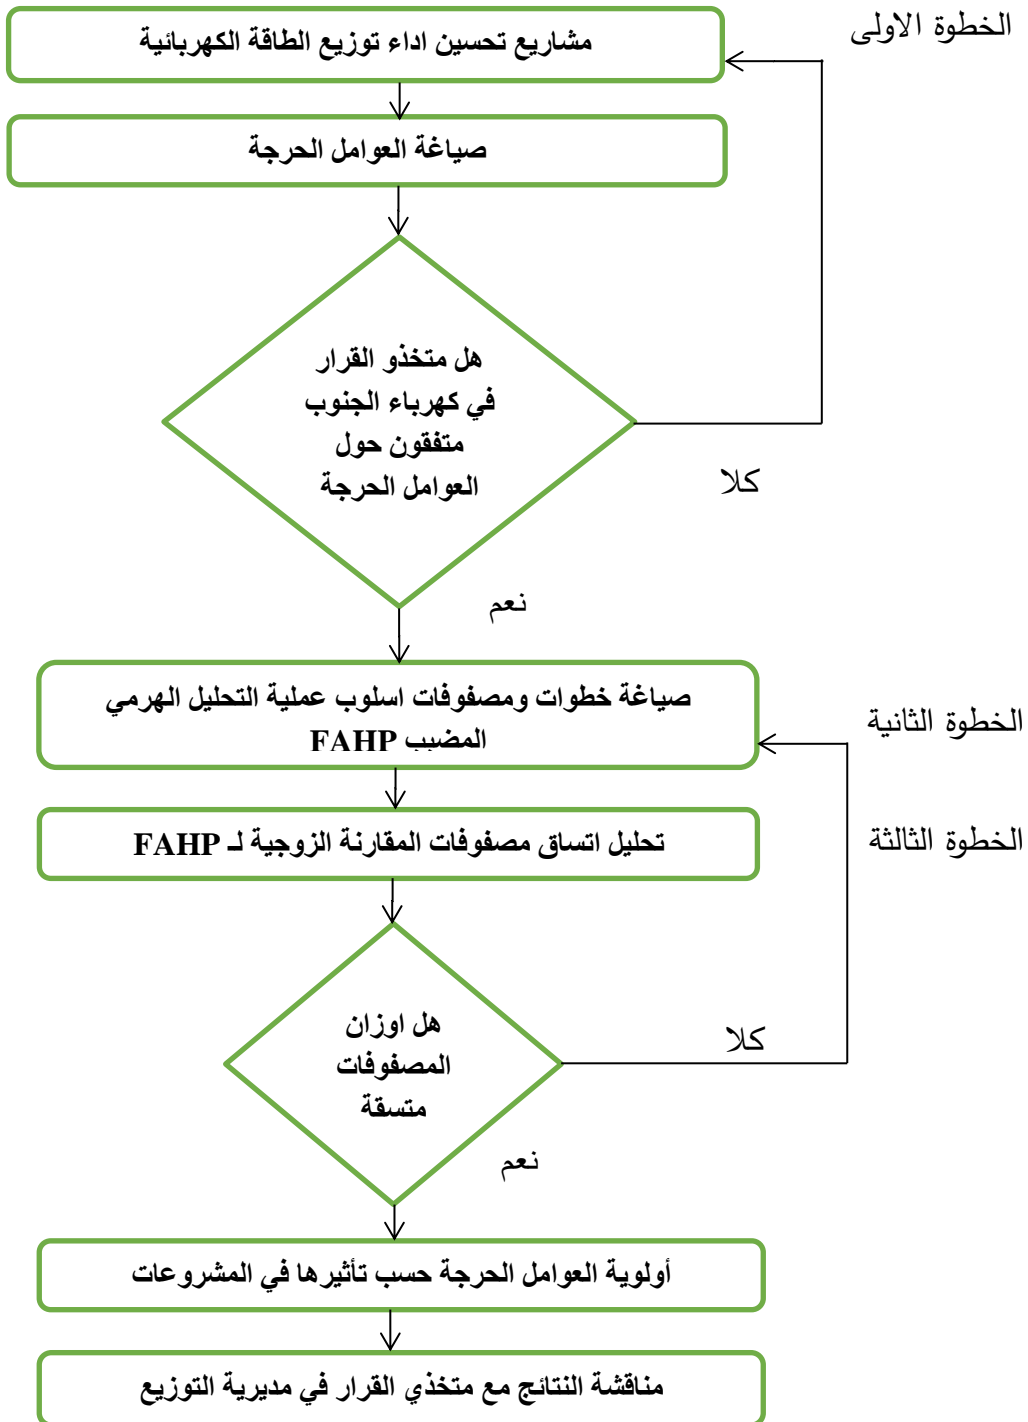 الخطوة الاولى
مشاريع تحسين اداء توزيع الطاقة الكهربائية
صياغة العوامل الحرجة
هل متخذو القرار
في كهرباء الجنوب
متفقون حول
العوامل الحرجة
كلا
نعم
الخطوة الثانية
صياغة خطوات ومصفوفات اسلوب عملية التحليل الهرمي
المضبب FAHP
الخطوة الثالثة
تحليل اتساق مصفوفات المقارنة الزوجية لـ FAHP
هل اوزان
المصفوفات
متسقة
كلا
نعم
أولوية العوامل الحرجة حسب تأثيرها في المشروعات
مناقشة النتائج مع متخذي القرار في مديرية التوزيع